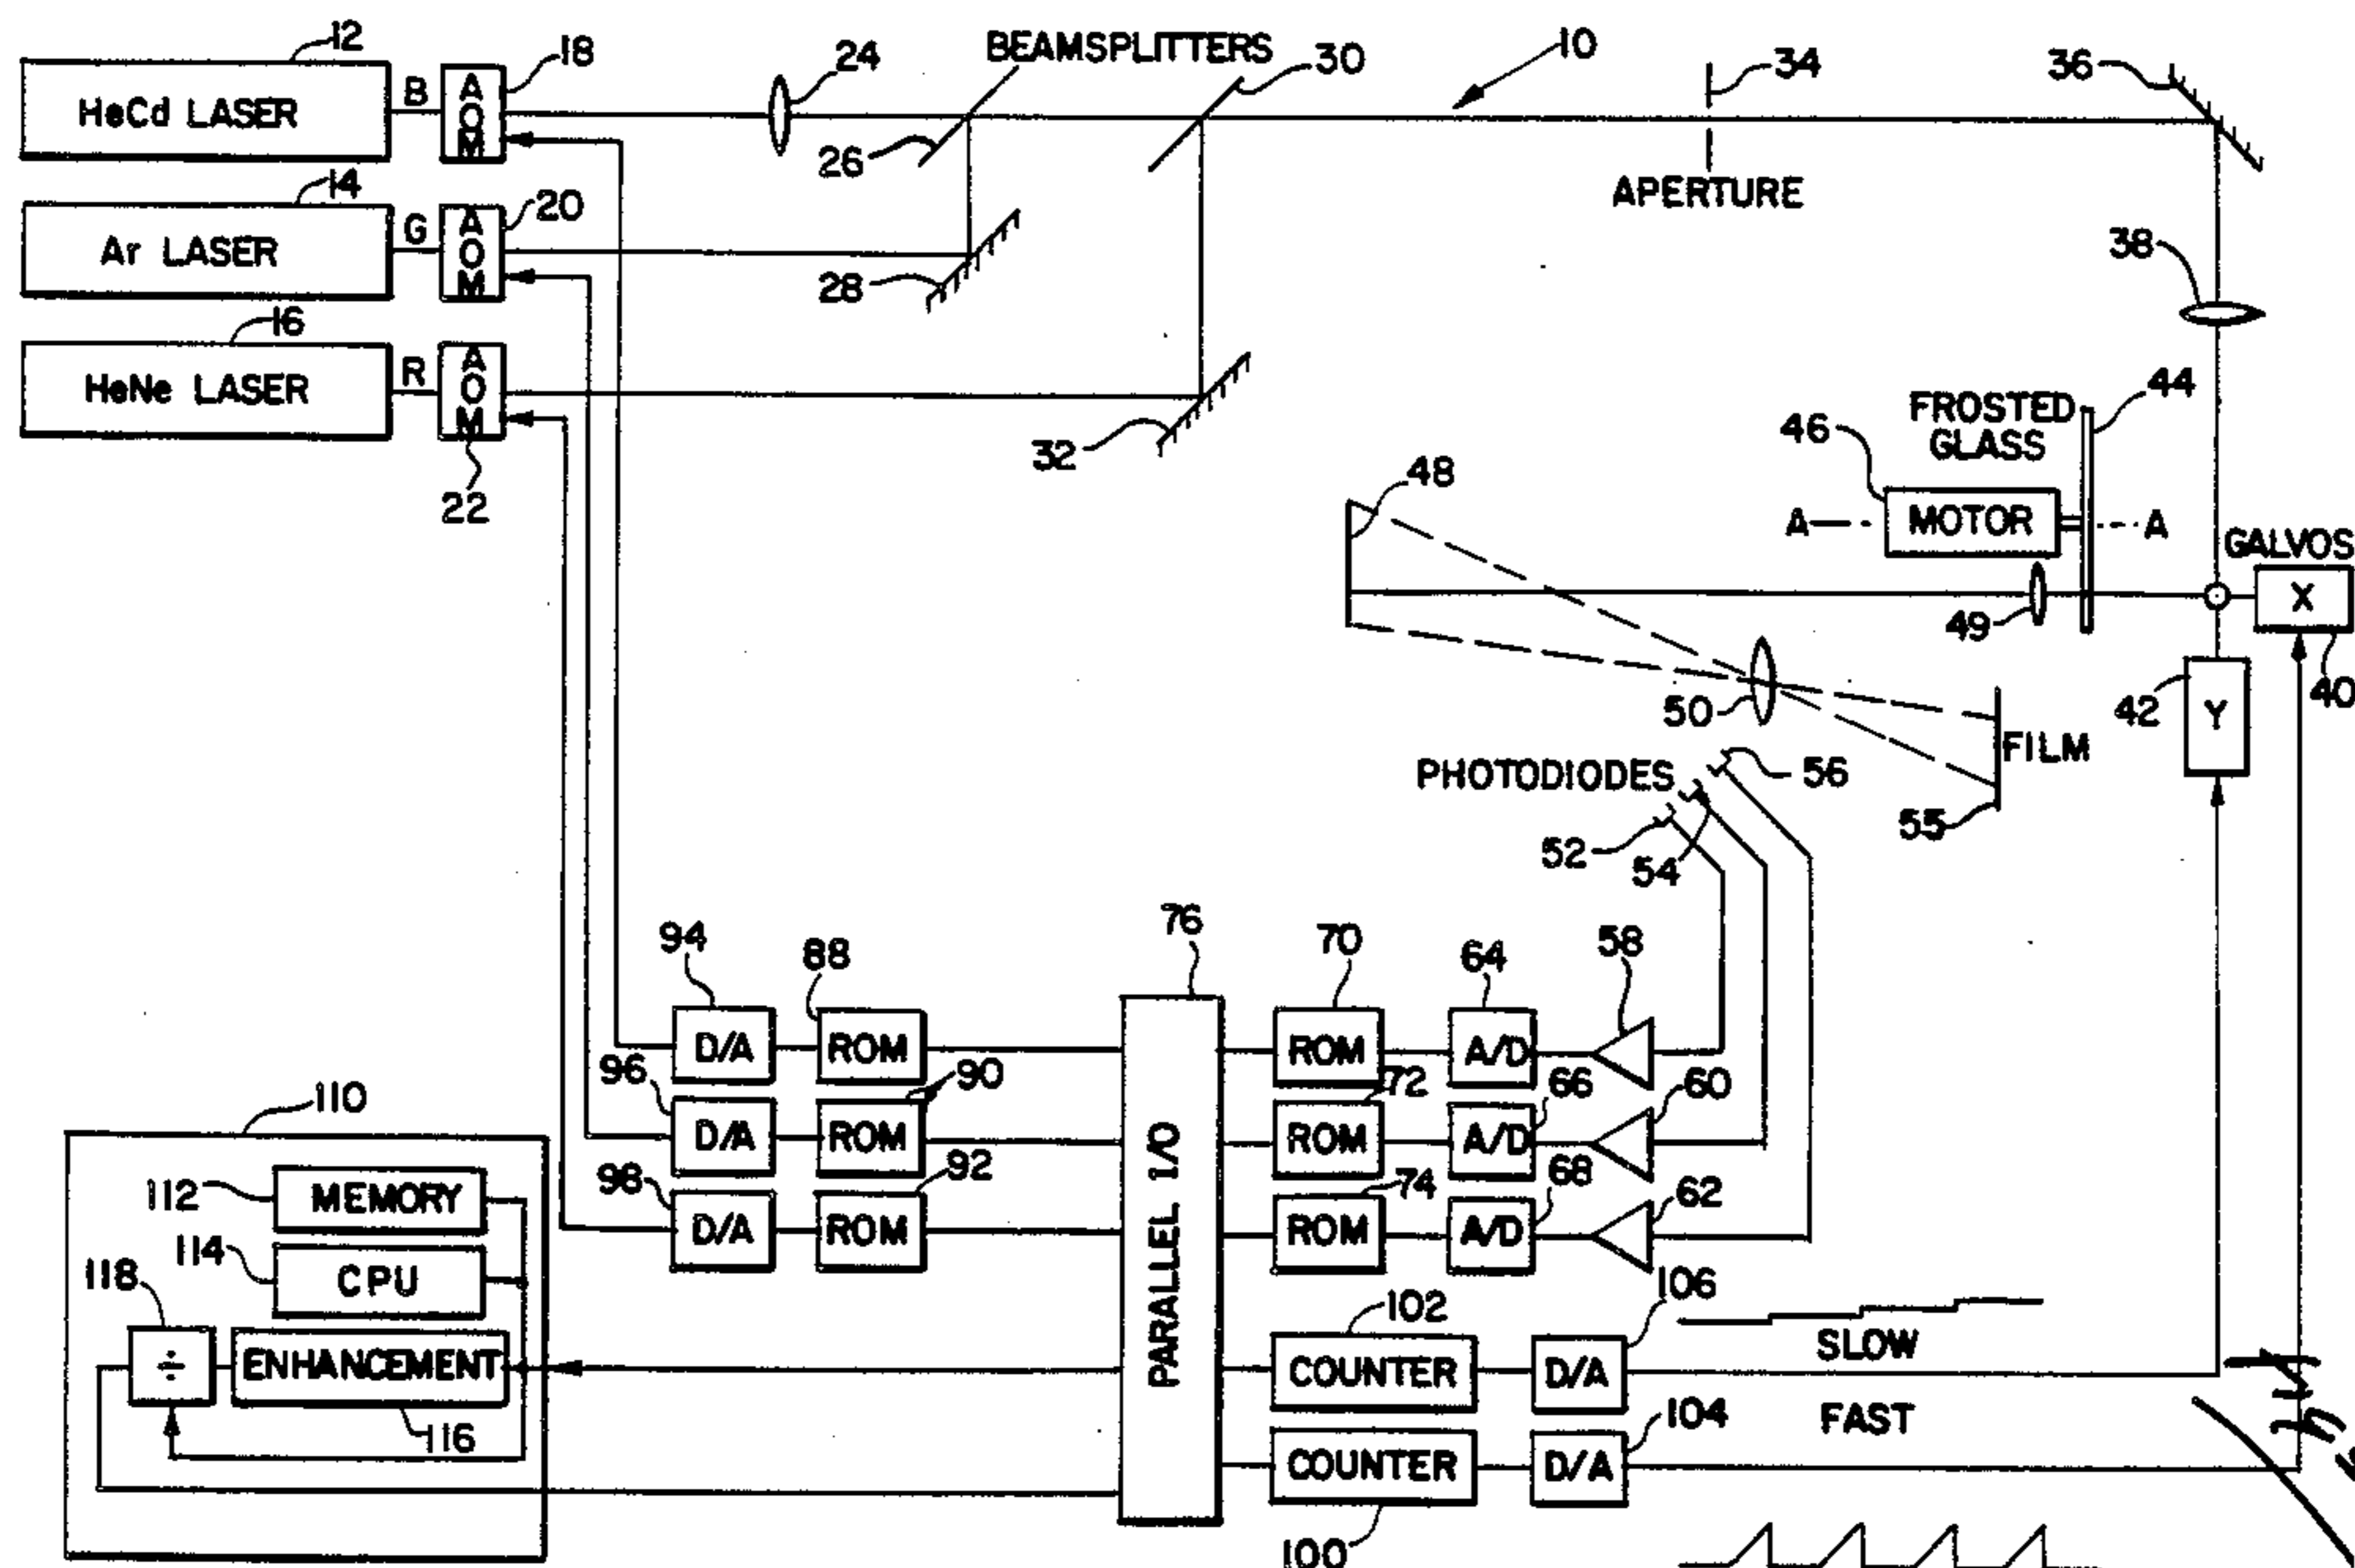 12
18
24
BEAMSPLITTERS
30
10
34
36
HeCd LASER
B
AOM
26
APERTURE
14
20
Ar LASER
G
AOM
28
38
16
HeNe LASER
R
AOM
22
32
48
46
FROSTED
GLASS
44
A
MOTOR
A
GALVOS
X
49
40
50
42
Y
FILM
PHOTODIODES
56
52
54
55
94
88
76
70
64
58
D/A
ROM
ROM
A/D
96
90
72
66
60
D/A
ROM
ROM
A/D
98
92
74
68
62
D/A
ROM
PARALLEL I/O
ROM
A/D
110
112
MEMORY
114
CPU
118
÷
ENHANCEMENT
116
102
106
COUNTER
D/A
SLOW
104
FAST
COUNTER
D/A
100